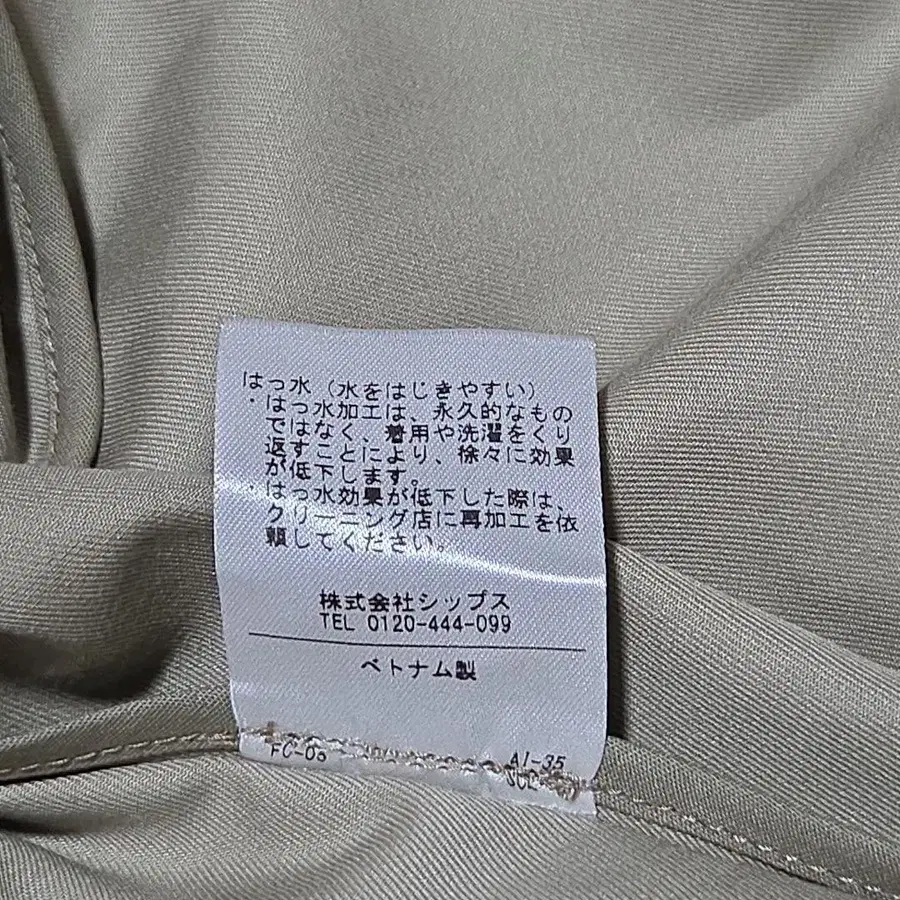 はっ水（水をはじきやすい）
・はっ水加工は、永久的なもの
ではなく、着用や洗濯をくり
返すことにより、徐々に効果
が低下します。
・はっ水効果が低下した際は、
クリーニング店に再加工を依
頼してください。
株式会社シップス
TEL 0120-444-099
ベトナム製
AI-35